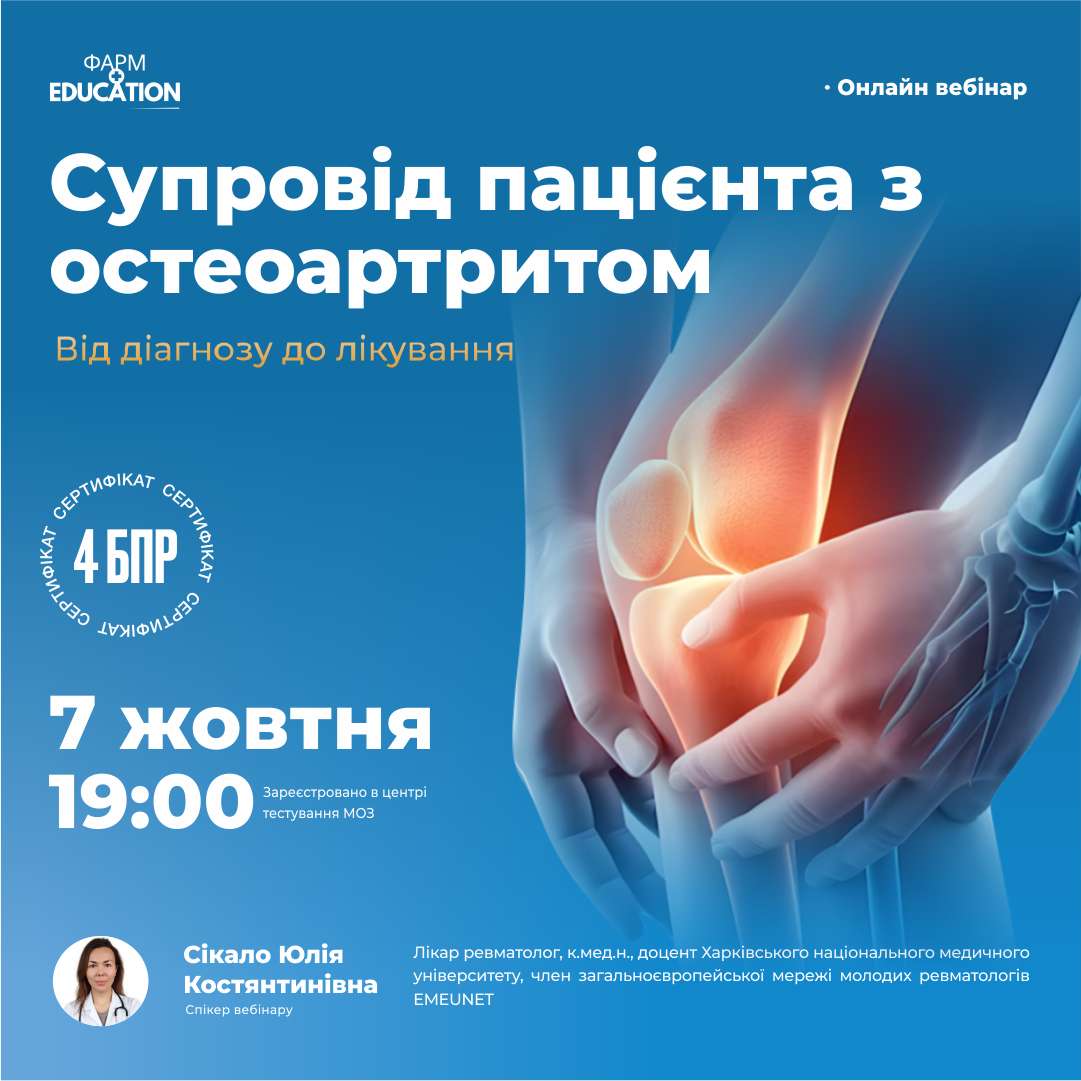 ФАРМ
EDUCATION
· Онлайн вебінар
Супровід пацієнта з
остеоартритом
Від діагнозу до лікування
СЕРТИФІКАТ СЕРТИФІКАТ СЕРТИФІКАТ СЕРТИФІКАТ
4 БПР
7 жовтня
19:00
Зареєстровано в центрі
тестування МОЗ
Сікало Юлія
Костянтинівна
Спікер вебінару
Лікар ревматолог, к.мед.н., доцент Харківського національного медичного
університету, член загальноєвропейської мережі молодих ревматологів
EMEUNET